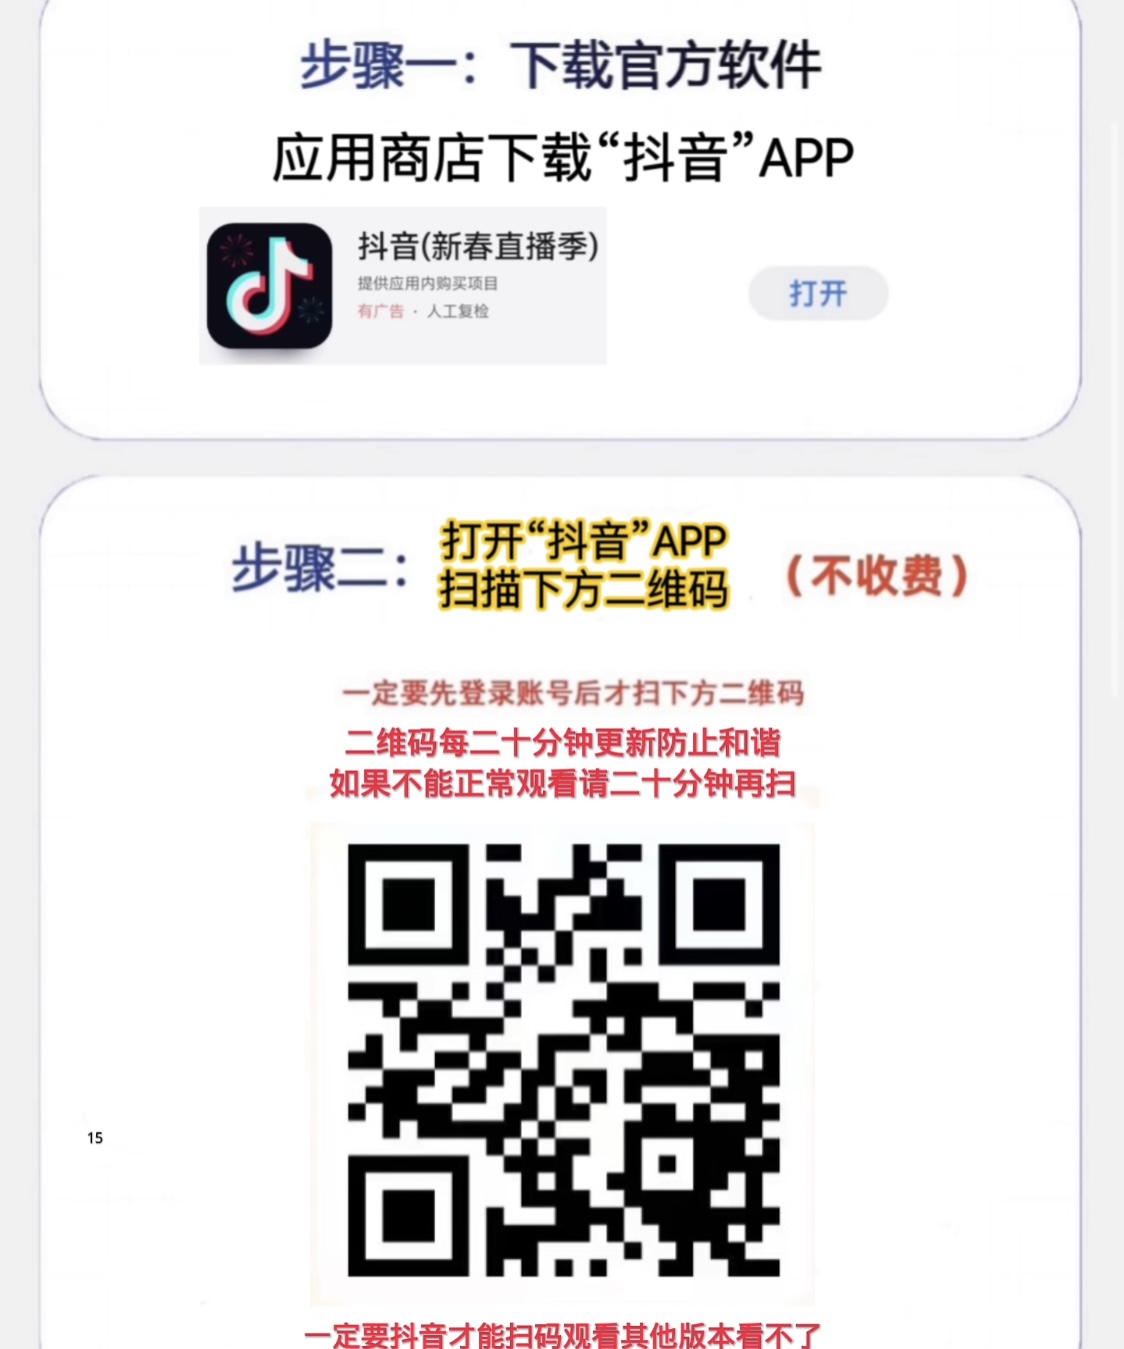 步骤一：下载官方软件
应用商店下载“抖音”APP
抖音(新春直播季)
提供应用内购买项目
有广告 · 人工复检
打开
步骤二：
打开“抖音”APP
扫描下方二维码
（不收费）
一定要先登录账号后才扫下方二维码
二维码每二十分钟更新防止和谐
如果不能正常观看请二十分钟再扫
15
一定要抖音才能扫码观看其他版本看不了